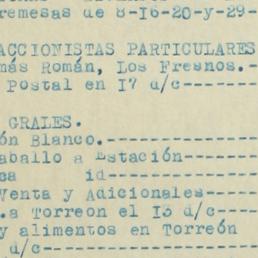 remesas de 8-16-20-y-29-
ACCIONISTAS PARTICULARES
más Román, Los Fresnos.-
Postal en 17 d/c----
GRALES.
ón Blanco.--------------
aballo a Estación-------
ca id-----------
Venta y Adicionales-----
.a Torreon el 13 d/c----
y alimentos en Torreón
d/c---------------------